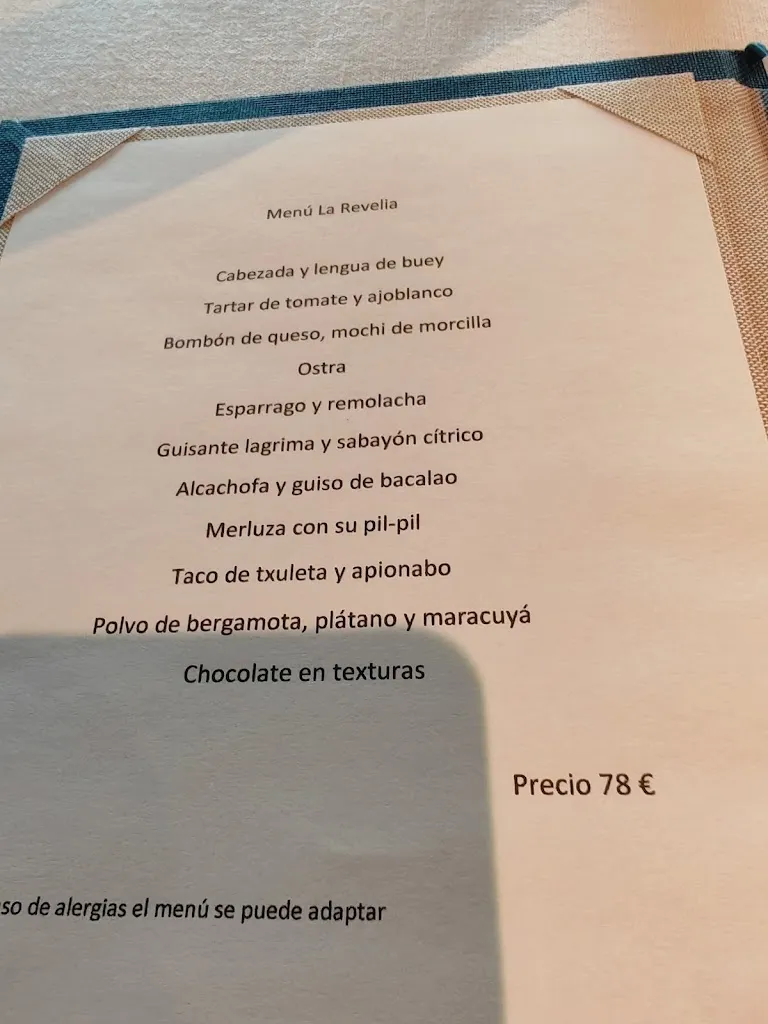 Menú La Revelia
Cabezada y lengua de buey
Tartar de tomate y ajoblanco
Bombón de queso, mochi de morcilla
Ostra
Esparrago y remolacha
Guisante lagrima y sabayón cítrico
Alcachofa y guiso de bacalao
Merluza con su pil-pil
Taco de txuleta y apionabo
Polvo de bergamota, plátano y maracuyá
Chocolate en texturas
Precio 78 €
de alergias el menú se puede adaptar